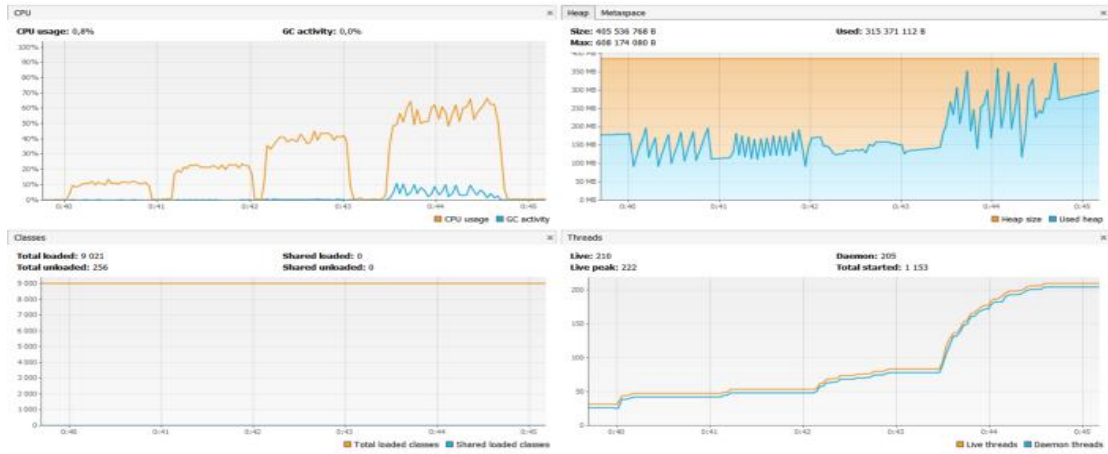 CPU
CPU usage: 0,8% GC activity: 0,0%
100%
90%
80%
70%
60%
50%
40%
30%
20%
10%
0%
0:40 0:41 0:42 0:43 0:44 0:45
CPU usage GC activity
Heap Metaspace
Size: 405 536 768 B Used: 315 371 112 B
Max: 608 174 080 B
400 MB
350 MB
300 MB
250 MB
200 MB
150 MB
100 MB
50 MB
0 MB
0:40 0:41 0:42 0:43 0:44 0:45
Heap size Used heap
Classes
Total loaded: 9 021 Shared loaded: 0
Total unloaded: 256 Shared unloaded: 0
9 000
8 000
7 000
6 000
5 000
4 000
3 000
2 000
1 000
0
0:40 0:41 0:42 0:43 0:44 0:45
Total loaded classes Shared loaded classes
Threads
Live: 210 Daemon: 205
Live peak: 222 Total started: 1 153
200
150
100
50
0
0:40 0:41 0:42 0:43 0:44 0:45
Live threads Daemon threads